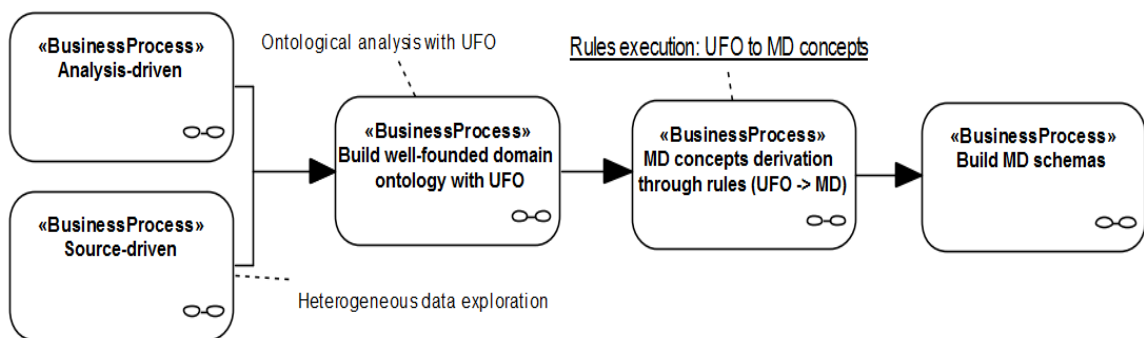 «BusinessProcess»
Analysis-driven
«BusinessProcess»
Source-driven
Ontological analysis with UFO
Heterogeneous data exploration
«BusinessProcess»
Build well-founded domain
ontology with UFO
Rules execution: UFO to MD concepts
«BusinessProcess»
MD concepts derivation
through rules (UFO -> MD)
«BusinessProcess»
Build MD schemas